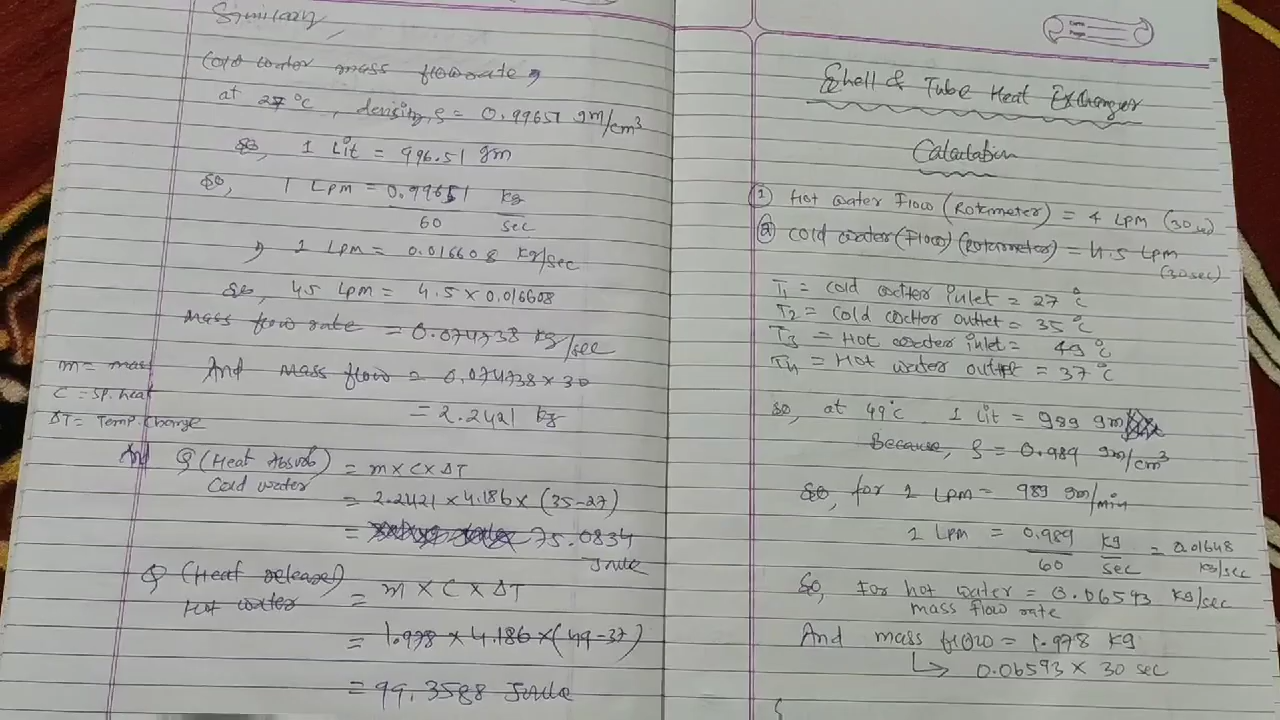 Similary,
Cold water mass flow rate,
at 27 °C, density, ρ = 0.99651 gm/cm³
so, 1 Lit = 996.51 gm
so, 1 Lpm = 0.99651 kg
60 sec
, 1 Lpm = 0.016608 kg/sec
so, 45 Lpm = 4.5 × 0.016608
mass flow rate = 0.074738 kg/sec
m = mass
And mass flow = 0.074738 × 30
C = sp. heat
= 2.2421 kg
ΔT = Temp. change
And Q (Heat Absorb) = m × C × ΔT
Cold water
= 2.2421 × 4.186 × (35-27)
= 75.0834
Joule
Q (Heat release) = m × C × ΔT
Hot water
= 1.978 × 4.186 × (49-37)
= 99.3588 Joule
Shell & Tube Heat Exchanger
Calculation
① Hot water Flow (Rotameter) = 4 LPM (30
② Cold water (Flow) (Rotameter) = 4.5 Lpm
(30sec)
T₁ = cold watter inlet = 27 °C
T₂ = Cold watter outlet = 35 °C
T₃ = Hot water inlet = 49 °C
T₄ = Hot water outlet = 37 °C
so, at 49°C 1 Lit = 989 gm
Because, ρ = 0.989 gm/cm³
So, for 1 LPM = 989 gm/min
1 LPM = 0.989 kg = 0.01648
60 sec kg/sec
So, For hot water = 0.06593 kg/sec
mass flow rate
And mass flow = 1.978 kg
↳ 0.06593 × 30 sec